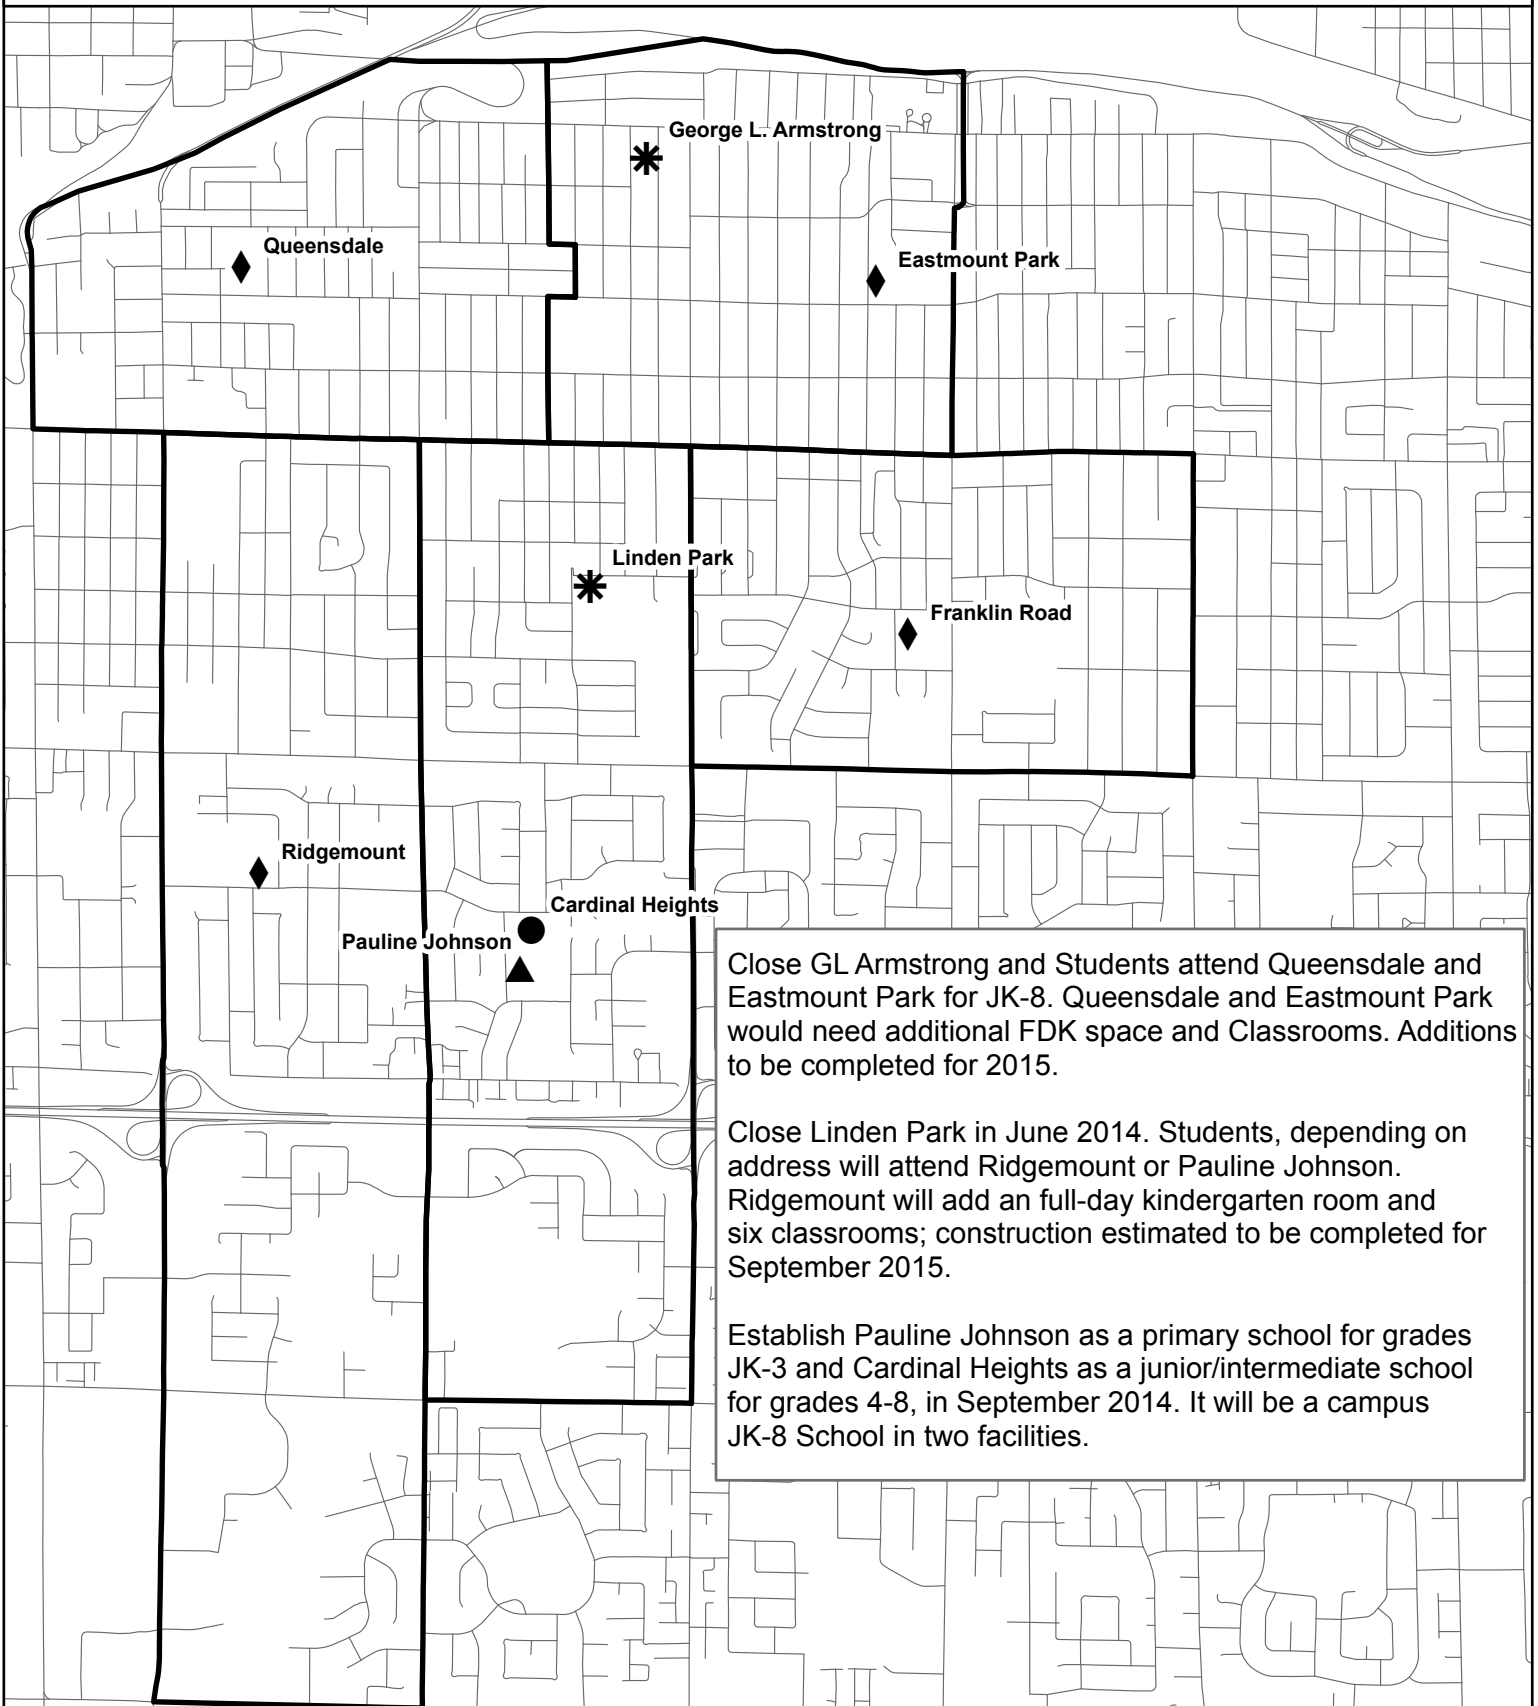 George L. Armstrong
Queensdale
Eastmount Park
Linden Park
Franklin Road
Ridgemount
Cardinal Heights
Pauline Johnson
Close GL Armstrong and Students attend Queensdale and
Eastmount Park for JK-8. Queensdale and Eastmount Park
would need additional FDK space and Classrooms. Additions
to be completed for 2015.
Close Linden Park in June 2014. Students, depending on
address will attend Ridgemount or Pauline Johnson.
Ridgemount will add an full-day kindergarten room and
six classrooms; construction estimated to be completed for
September 2015.
Establish Pauline Johnson as a primary school for grades
JK-3 and Cardinal Heights as a junior/intermediate school
for grades 4-8, in September 2014. It will be a campus
JK-8 School in two facilities.